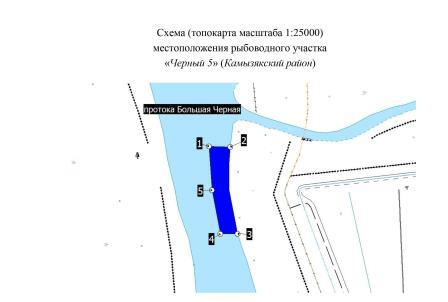 Схема (топокарта масштаба 1:25000)
местоположения рыбоводного участка
«Черный 5» (Камызякский район)
протока Большая Черная
1
2
5
4
3